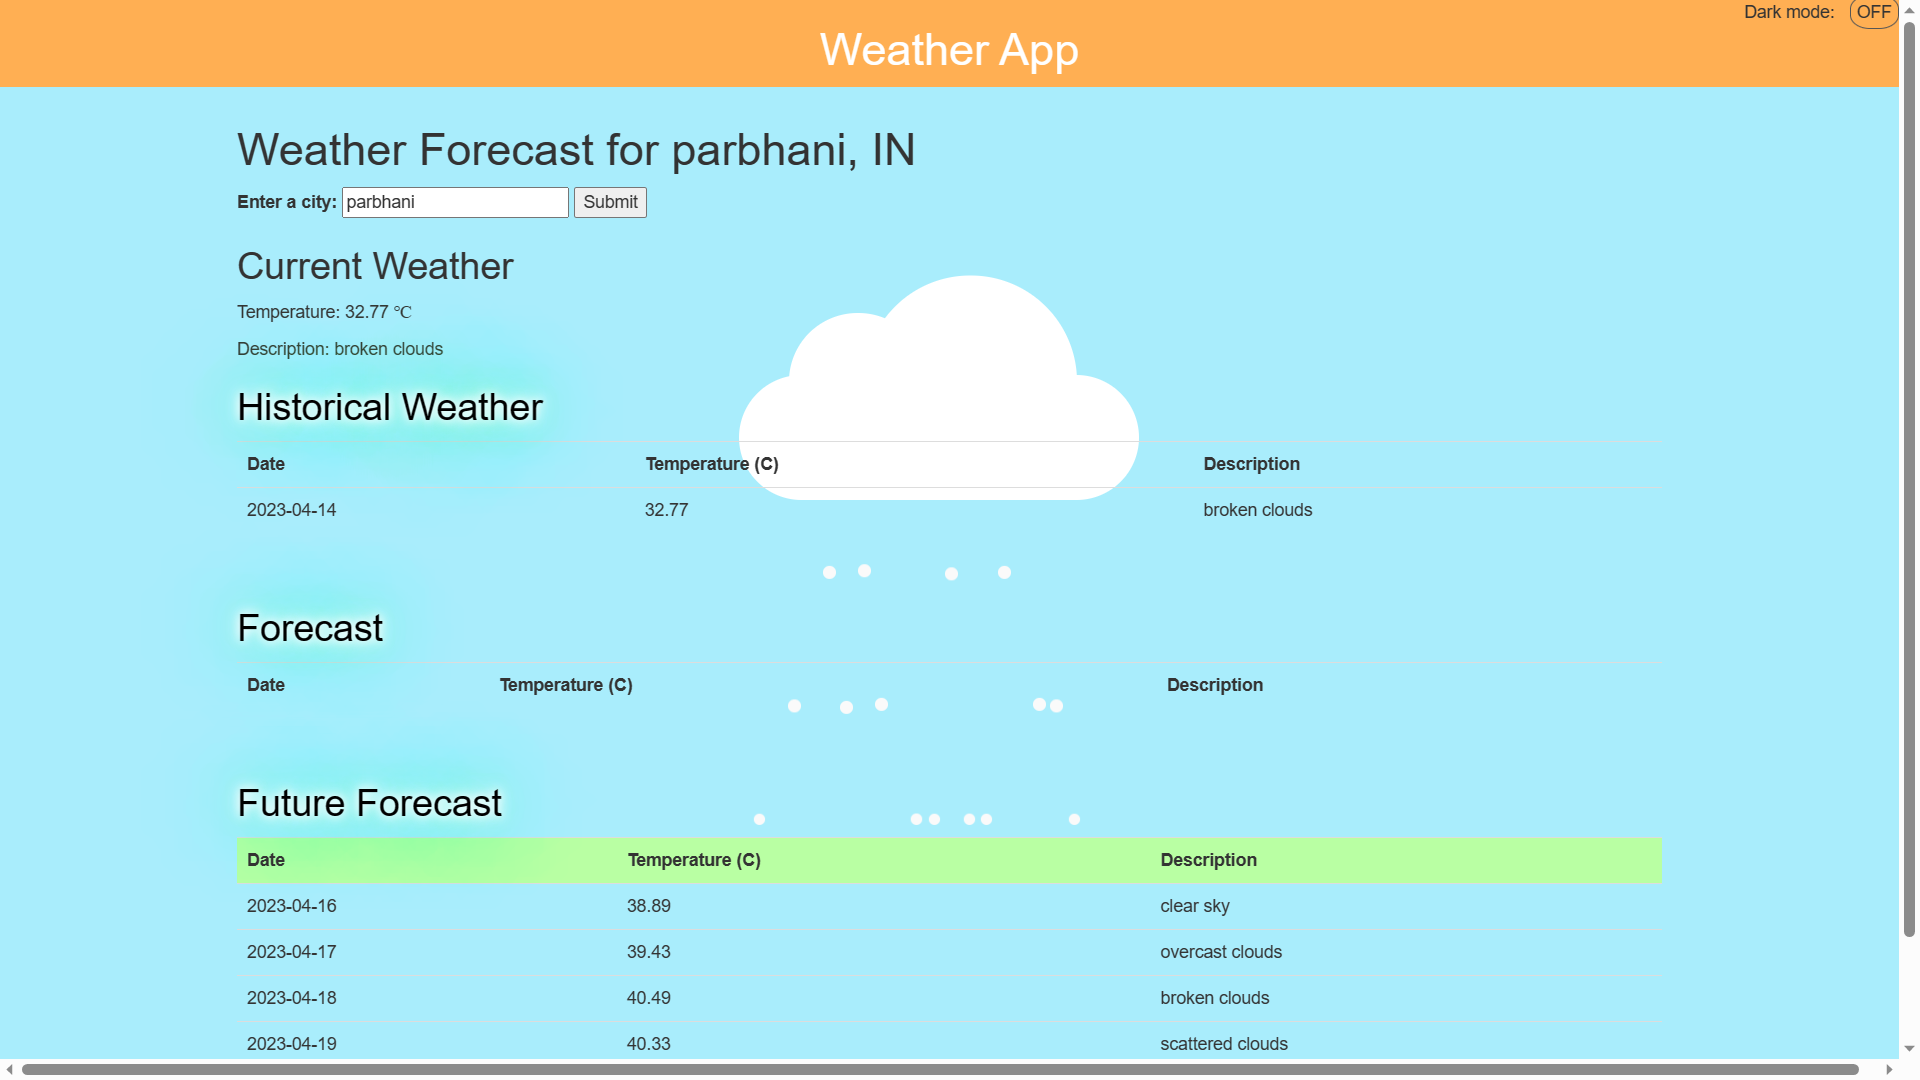 Dark mode: OFF
Weather App
Weather Forecast for parbhani, IN
Enter a city: parbhani Submit
Current Weather
Temperature: 32.77 °C
Description: broken clouds
Historical Weather
Date Temperature (C) Description
2023-04-14 32.77 broken clouds
Forecast
Date Temperature (C) Description
Future Forecast
Date Temperature (C) Description
2023-04-16 38.89 clear sky
2023-04-17 39.43 overcast clouds
2023-04-18 40.49 broken clouds
2023-04-19 40.33 scattered clouds